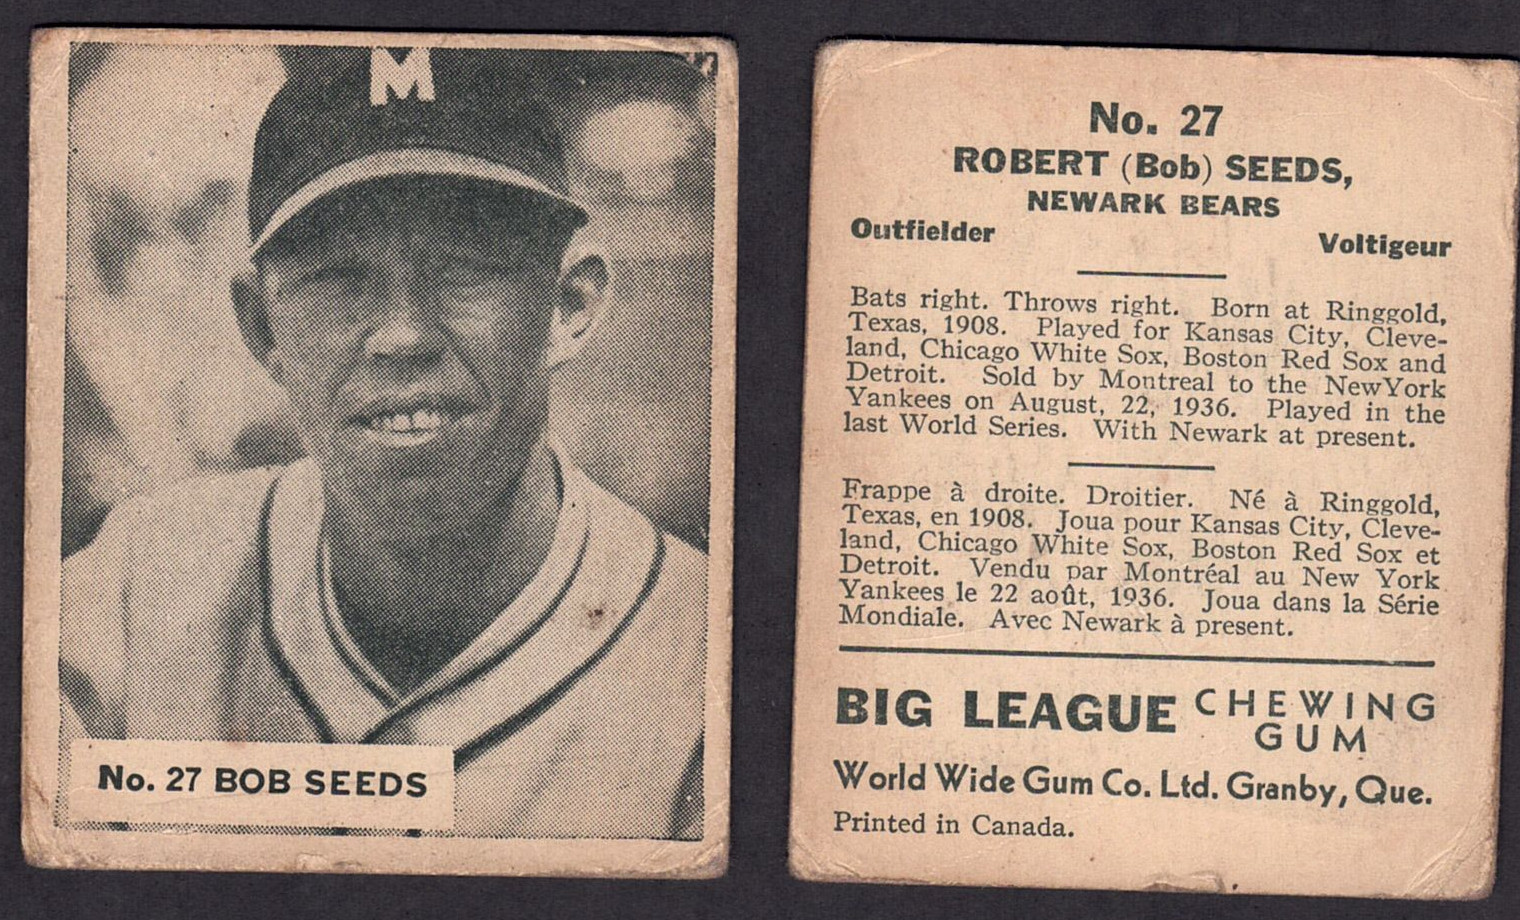 M
No. 27 BOB SEEDS
No. 27
ROBERT (Bob) SEEDS,
NEWARK BEARS
Outfielder Voltigeur
Bats right. Throws right. Born at Ringgold,
Texas, 1908. Played for Kansas City, Cleve-
land, Chicago White Sox, Boston Red Sox and
Detroit. Sold by Montreal to the NewYork
Yankees on August, 22, 1936. Played in the
last World Series. With Newark at present.
Frappe à droite. Droitier. Né à Ringgold,
Texas, en 1908. Joua pour Kansas City, Cleve-
land, Chicago White Sox, Boston Red Sox et
Detroit. Vendu par Montréal au New York
Yankees le 22 août, 1936. Joua dans la Série
Mondiale. Avec Newark à present.
BIG LEAGUE CHEWING
GUM
World Wide Gum Co. Ltd. Granby, Que.
Printed in Canada.